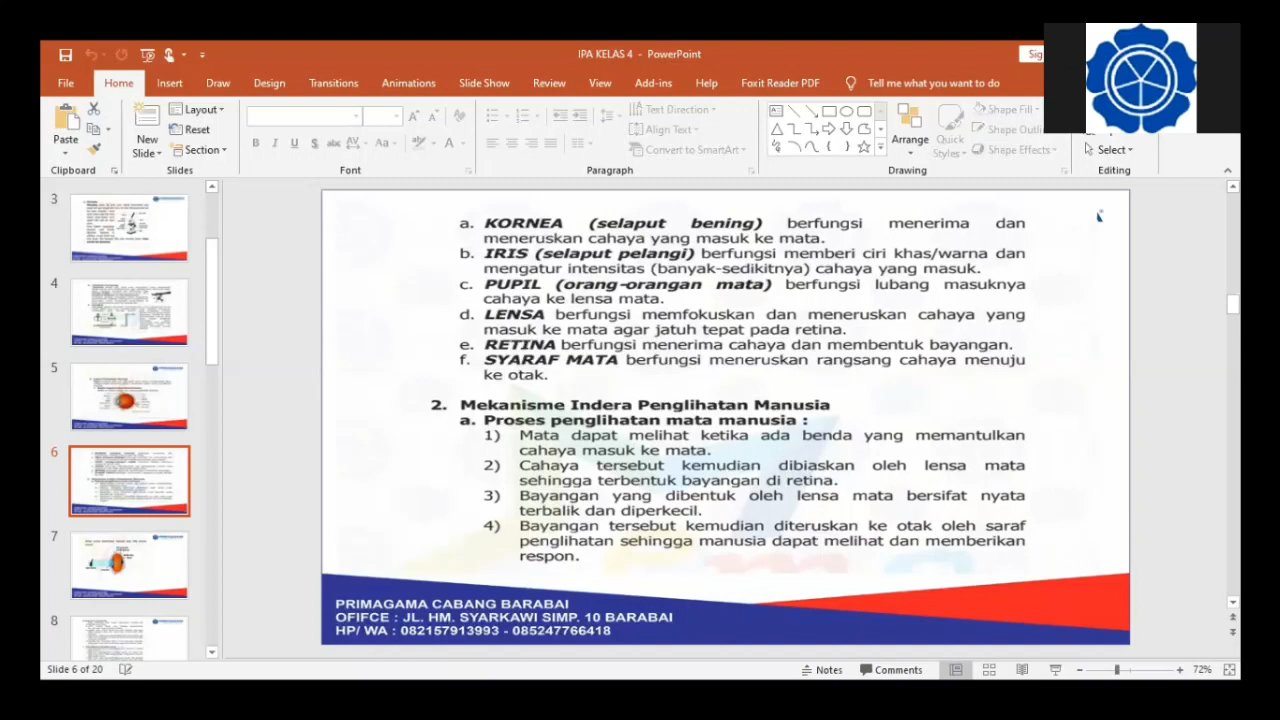 IPA KELAS 4 - PowerPoint
File Home Insert Draw Design Transitions Animations Slide Show Review View Add-ins Help Foxit Reader PDF Tell me what you want to do
Paste
New Slide
Layout
Reset
Section
Text Direction
Align Text
Convert to SmartArt
Arrange
Quick Styles
Shape Fill
Shape Effects
Select
Clipboard Slides Font Paragraph Drawing Editing
3
4
5
6
7
8
a. KORNEA (selaput bening) berfungsi menerima dan
meneruskan cahaya yang masuk ke mata.
b. IRIS (selaput pelangi) berfungsi memberi ciri khas/warna dan
mengatur intensitas (banyak-sedikitnya) cahaya yang masuk.
c. PUPIL (orang-orangan mata) berfungsi lubang masuknya
cahaya ke lensa mata.
d. LENSA berfungsi memfokuskan dan meneruskan cahaya yang
masuk ke mata agar jatuh tepat pada retina.
e. RETINA berfungsi menerima cahaya dan membentuk bayangan.
f. SYARAF MATA berfungsi meneruskan rangsang cahaya menuju
ke otak.
2. Mekanisme Indera Penglihatan Manusia
a. Proses penglihatan mata manusia :
1) Mata dapat melihat ketika ada benda yang memantulkan
cahaya masuk ke mata.
2) Cahaya tersebut kemudian dibiaskan oleh lensa mata
sehingga terbentuk bayangan di retina.
3) Bayangan yang dibentuk oleh lensa mata bersifat nyata
terbalik dan diperkecil.
4) Bayangan tersebut kemudian diteruskan ke otak oleh saraf
penglihatan sehingga manusia dapat melihat dan memberikan
respon.
PRIMAGAMA CABANG BARABAI
OFIFCE : JL. HM. SYARKAWI SIMP. 10 BARABAI
HP/ WA : 082157913993 - 085247766418
Slide 6 of 20 Notes Comments 72%